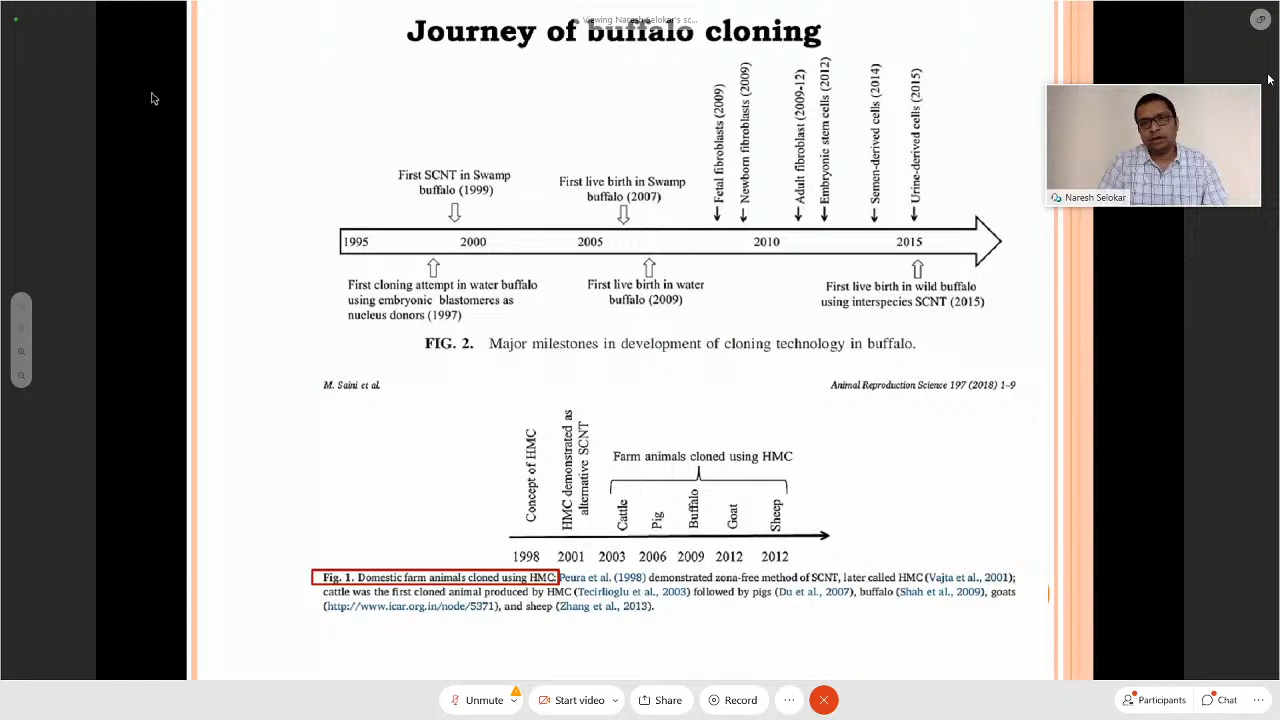 Viewing Naresh Selokar's sc...
Journey of buffalo cloning
Fetal fibroblasts (2009)
Newborn fibroblasts (2009)
Adult fibroblast (2009-12)
Embryonic stem cells (2012)
Semen-derived cells (2014)
Urine-derived cells (2015)
First SCNT in Swamp
buffalo (1999)
First live birth in Swamp
buffalo (2007)
1995 2000 2005 2010 2015
First cloning attempt in water buffalo
using embryonic blastomeres as
nucleus donors (1997)
First live birth in water
buffalo (2009)
First live birth in wild buffalo
using interspecies SCNT (2015)
FIG. 2. Major milestones in development of cloning technology in buffalo.
M. Saini et al.
Animal Reproduction Science 197 (2018) 1–9
Concept of HMC
HMC demonstrated as
alternative SCNT
Farm animals cloned using HMC
Cattle
Pig
Buffalo
Goat
Sheep
1998 2001 2003 2006 2009 2012 2012
Fig. 1. Domestic farm animals cloned using HMC: Peura et al. (1998) demonstrated zona-free method of SCNT, later called HMC (Vajta et al., 2001);
cattle was the first cloned animal produced by HMC (Tecirlioglu et al., 2003) followed by pigs (Du et al., 2007), buffalo (Shah et al., 2009), goats
(http://www.icar.org.in/node/5371), and sheep (Zhang et al., 2013).
Naresh Selokar
Unmute
Start video
Share
Record
Participants
Chat